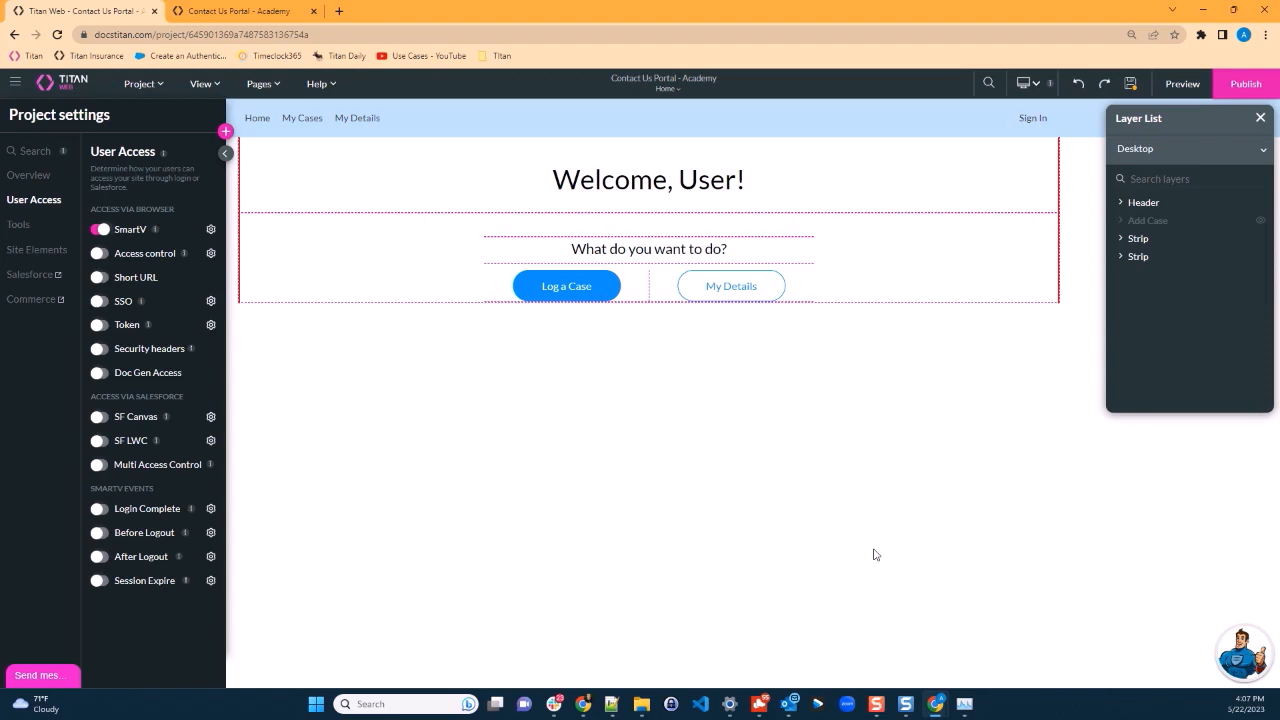 Titan Web - Contact Us Portal - A
Contact Us Portal - Academy
docstitan.com/project/645901369a7487583136754a
A
Titan
Titan Insurance
Create an Authentic...
Timeclock365
Titan Daily
Use Cases - YouTube
TItan
TITAN
WEB
Project
View
Pages
Help
Contact Us Portal - Academy
Home
Preview
Publish
Project settings
Search
Overview
User Access
Tools
Site Elements
Salesforce
Commerce
User Access
Determine how your users can
access your site through login or
Salesforce.
ACCESS VIA BROWSER
SmartV
Access control
Short URL
SSO
Token
Security headers
Doc Gen Access
ACCESS VIA SALESFORCE
SF Canvas
SF LWC
Multi Access Control
SMARTV EVENTS
Login Complete
Before Logout
After Logout
Session Expire
Send mes...
Home
My Cases
My Details
Sign In
Welcome, User!
What do you want to do?
Log a Case
My Details
Layer List
Desktop
Search layers
Header
Add Case
StrIp
StrIp
71°F
Cloudy
Search
23
55
zoom
4:07 PM
5/22/2023